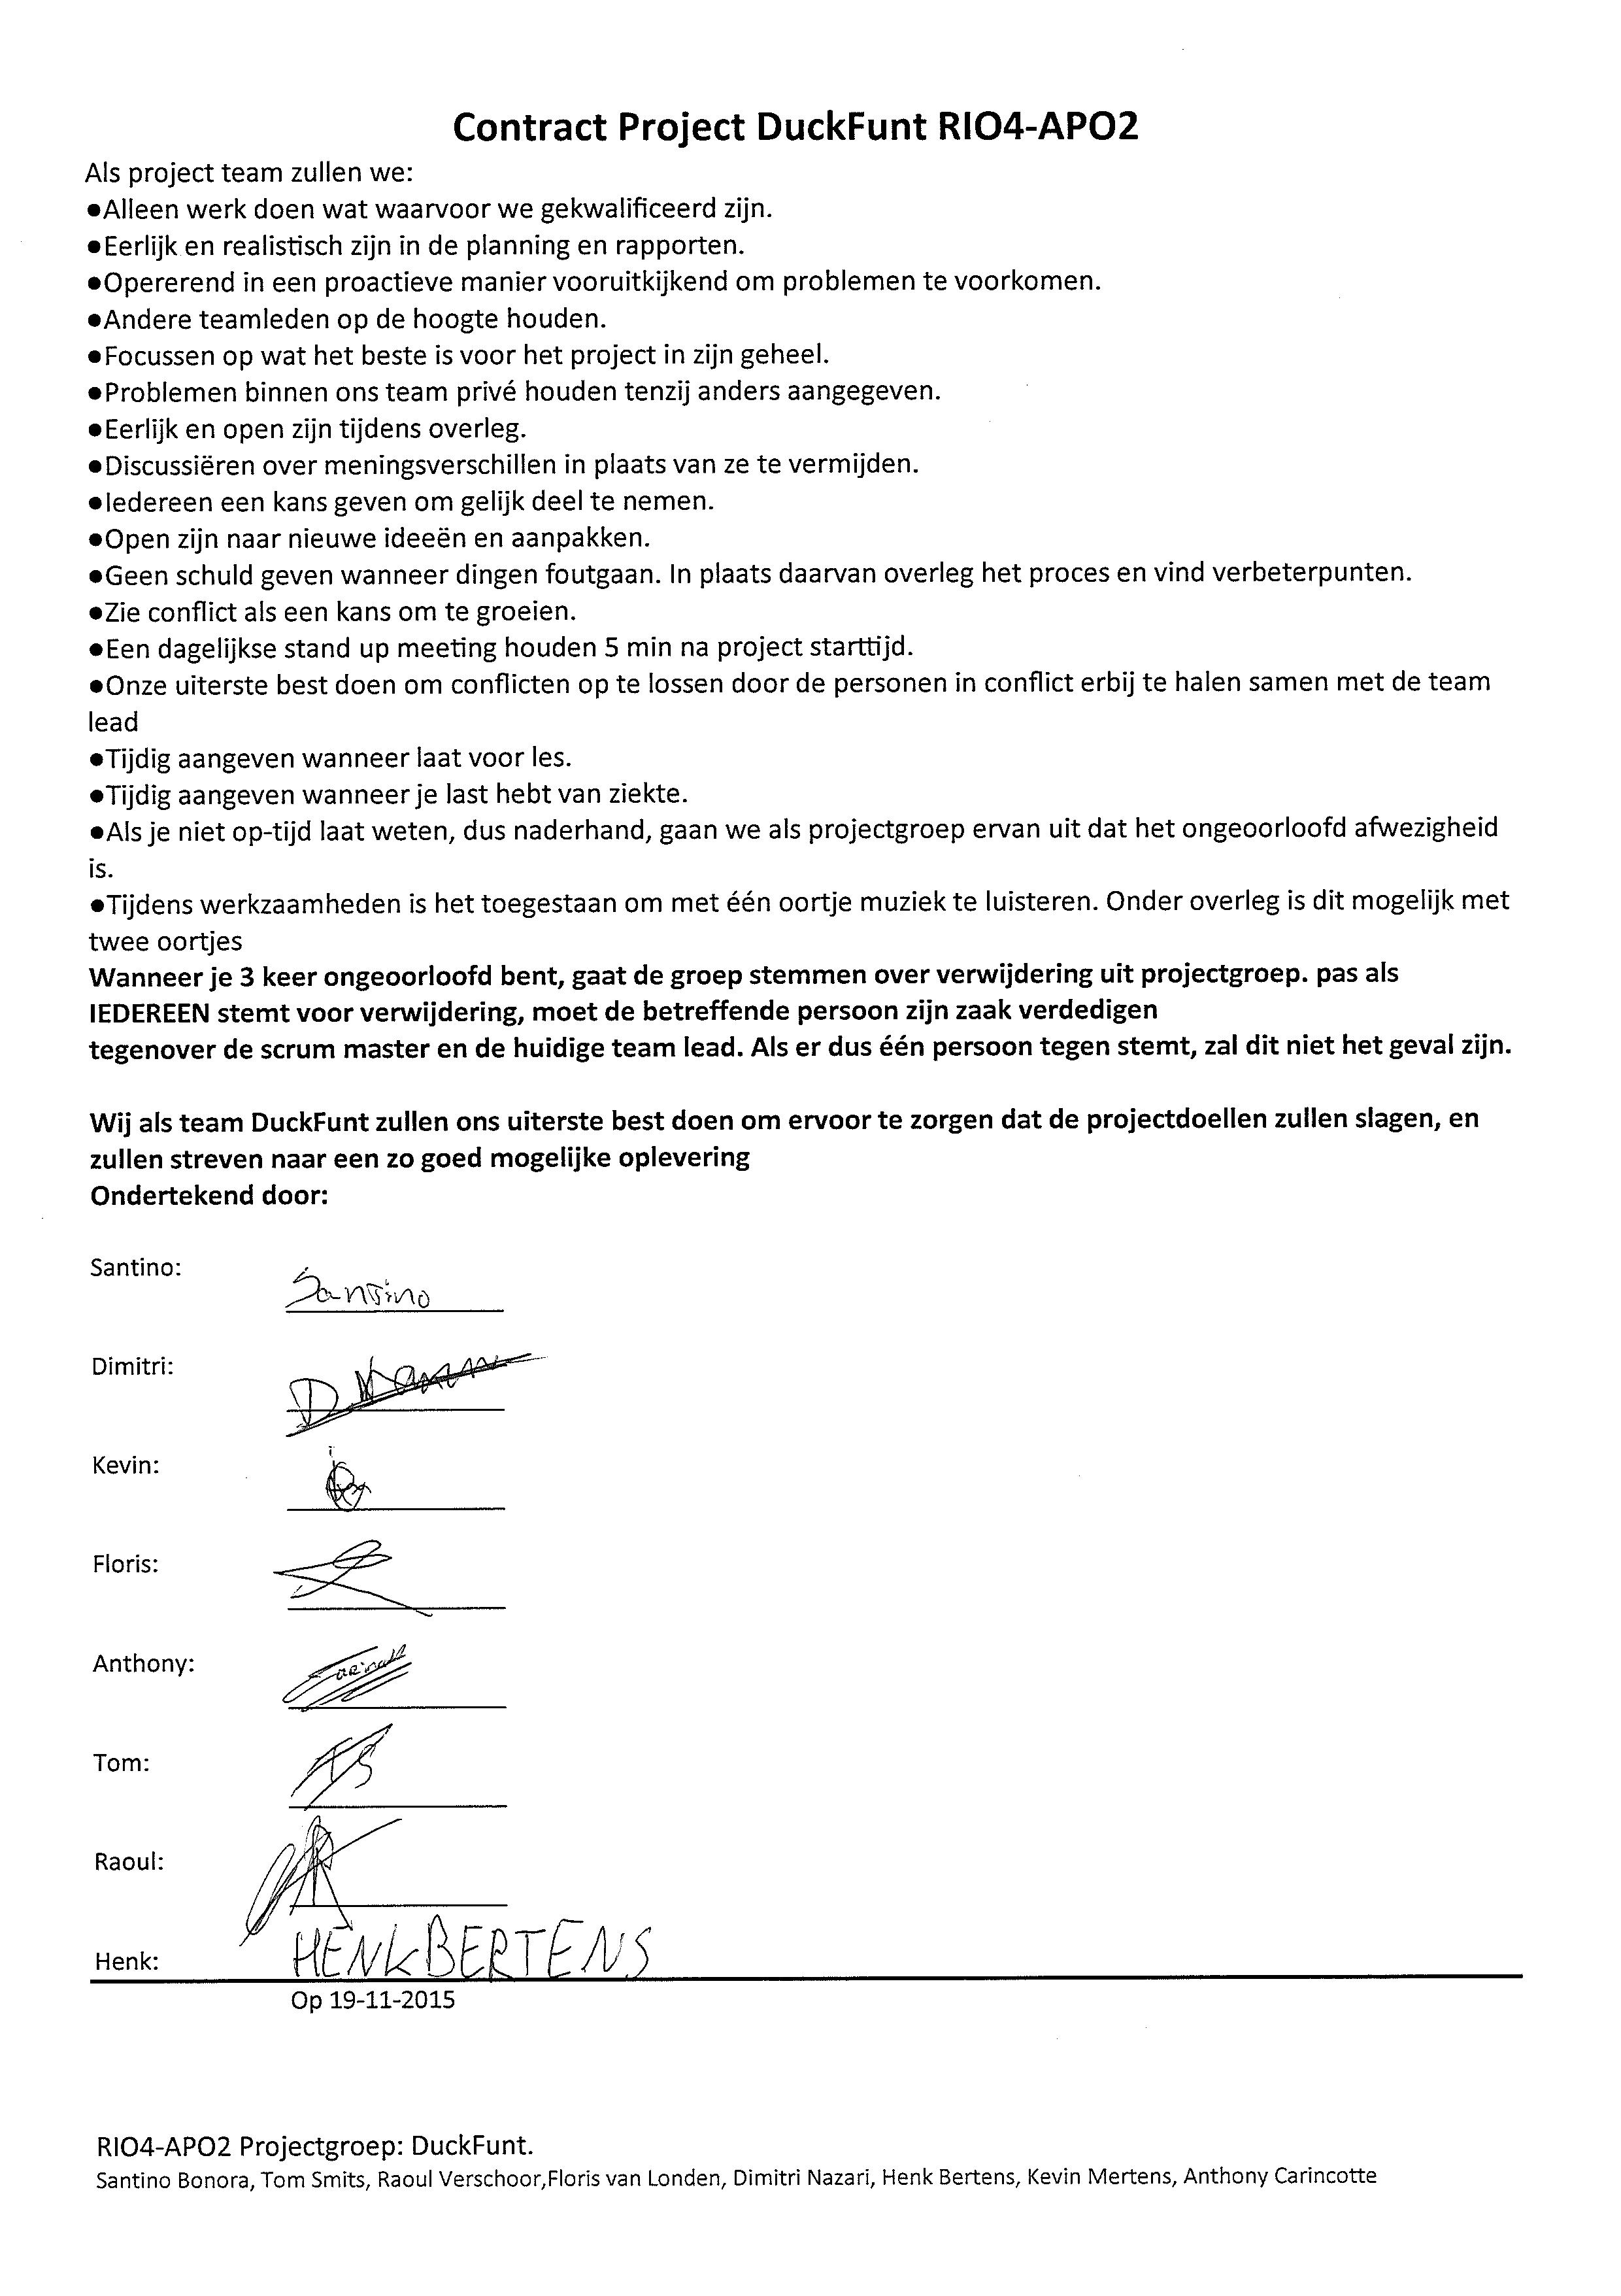 Contract Project DuckFunt RIO4-APO2
Als project team zullen we:
●Alleen werk doen wat waarvoor we gekwalificeerd zijn.
●Eerlijk en realistisch zijn in de planning en rapporten.
●Opererend in een proactieve manier vooruitkijkend om problemen te voorkomen.
●Andere teamleden op de hoogte houden.
●Focussen op wat het beste is voor het project in zijn geheel.
●Problemen binnen ons team privé houden tenzij anders aangegeven.
●Eerlijk en open zijn tijdens overleg.
●Discussiëren over meningsverschillen in plaats van ze te vermijden.
●Iedereen een kans geven om gelijk deel te nemen.
●Open zijn naar nieuwe ideeën en aanpakken.
●Geen schuld geven wanneer dingen foutgaan. In plaats daarvan overleg het proces en vind verbeterpunten.
●Zie conflict als een kans om te groeien.
●Een dagelijkse stand up meeting houden 5 min na project starttijd.
●Onze uiterste best doen om conflicten op te lossen door de personen in conflict erbij te halen samen met de team
lead
●Tijdig aangeven wanneer laat voor les.
●Tijdig aangeven wanneer je last hebt van ziekte.
●Als je niet op-tijd laat weten, dus naderhand, gaan we als projectgroep ervan uit dat het ongeoorloofd afwezigheid
is.
●Tijdens werkzaamheden is het toegestaan om met één oortje muziek te luisteren. Onder overleg is dit mogelijk met
twee oortjes
Wanneer je 3 keer ongeoorloofd bent, gaat de groep stemmen over verwijdering uit projectgroep. pas als
IEDEREEN stemt voor verwijdering, moet de betreffende persoon zijn zaak verdedigen
tegenover de scrum master en de huidige team lead. Als er dus één persoon tegen stemt, zal dit niet het geval zijn.
Wij als team DuckFunt zullen ons uiterste best doen om ervoor te zorgen dat de projectdoellen zullen slagen, en
zullen streven naar een zo goed mogelijke oplevering
Ondertekend door:
Santino: Santino
Dimitri:
Kevin:
Floris:
Anthony:
Tom:
Raoul:
Henk: HENK BERTENS
Op 19-11-2015
RIO4-APO2 Projectgroep: DuckFunt.
Santino Bonora, Tom Smits, Raoul Verschoor,Floris van Londen, Dimitri Nazari, Henk Bertens, Kevin Mertens, Anthony Carincotte